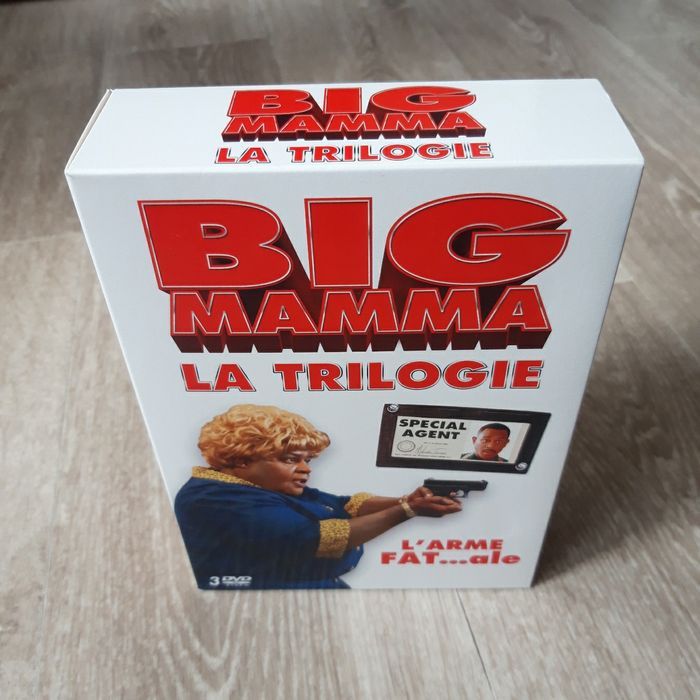 BIG
MAMMA
LA TRILOGIE
BIG
MAMMA
LA TRILOGIE
SPECIAL
AGENT
L'ARME
FAT...ale
3 DVD